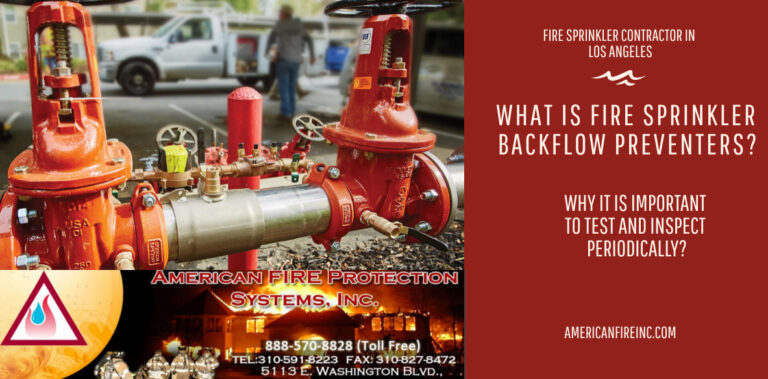 FIRE SPRINKLER CONTRACTOR IN
LOS ANGELES
WHAT IS FIRE SPRINKLER
BACKFLOW PREVENTERS?
WHY IT IS IMPORTANT
TO TEST AND INSPECT
PERIODICALLY?
AMERICANFIREINC.COM
AMERICAN FIRE PROTECTION
SYSTEMS, INC.
888-570-8828 (Toll Free)
TEL:310-591-8223 FAX: 310-827-8472
5113 E. WASHINGTON BLVD.,